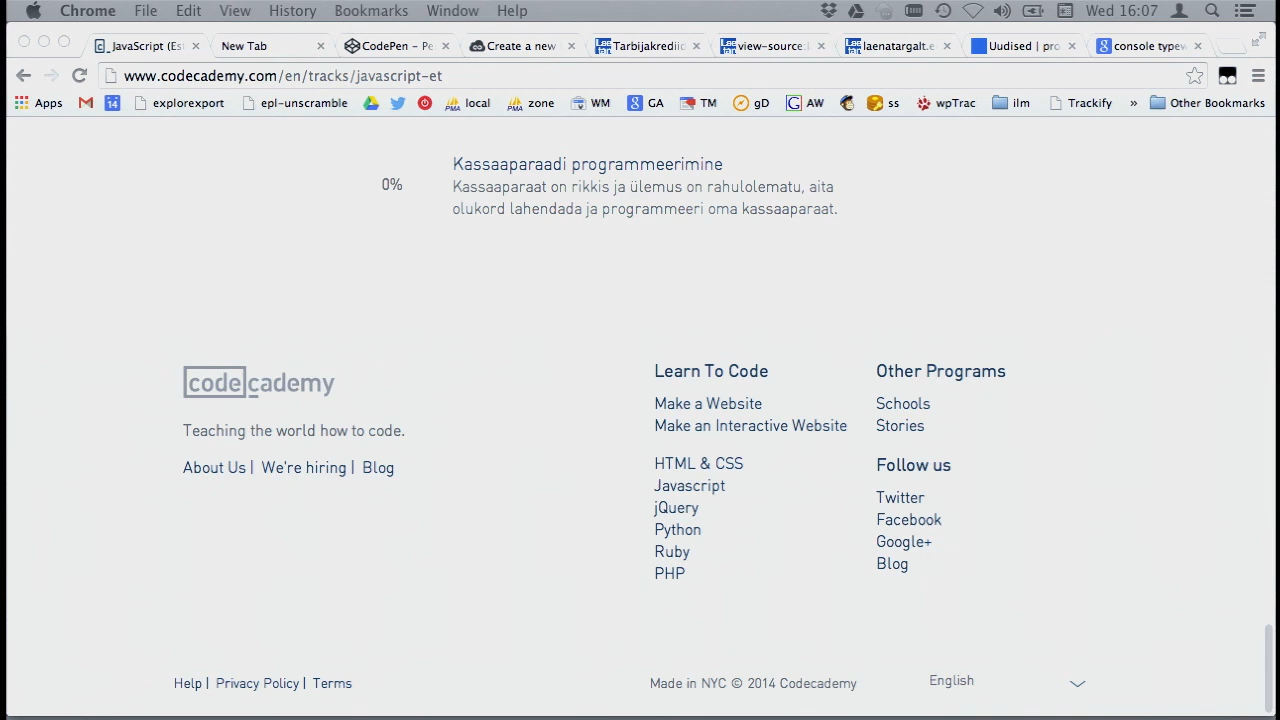 Chrome File Edit View History Bookmarks Window Help Wed 16:07
JavaScript (Est New Tab CodePen - Pe Create a new Tarbijakrediid view-source laenatargalt.e Uudised | pro console typew
www.codecademy.com/en/tracks/javascript-et
Apps 14 explorexport epl-unscramble local zone WM GA TM gD AW ss wpTrac ilm Trackify » Other Bookmarks
0%
Kassaaparaadi programmeerimine
Kassaaparaat on rikkis ja ülemus on rahulolematu, aita
olukord lahendada ja programmeeri oma kassaaparaat.
codecademy
Teaching the world how to code.
About Us | We're hiring | Blog
Learn To Code
Make a Website
Make an Interactive Website
HTML & CSS
Javascript
jQuery
Python
Ruby
PHP
Other Programs
Schools
Stories
Follow us
Twitter
Facebook
Google+
Blog
Help | Privacy Policy | Terms
Made in NYC © 2014 Codecademy
English